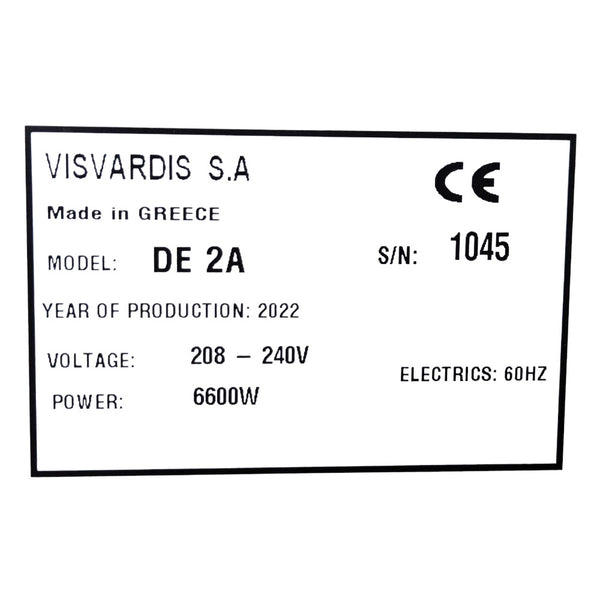 VISVARDIS S.A
CE
Made in GREECE
MODEL: DE 2A
S/N: 1045
YEAR OF PRODUCTION: 2022
VOLTAGE: 208 – 240V
ELECTRICS: 60HZ
POWER: 6600W